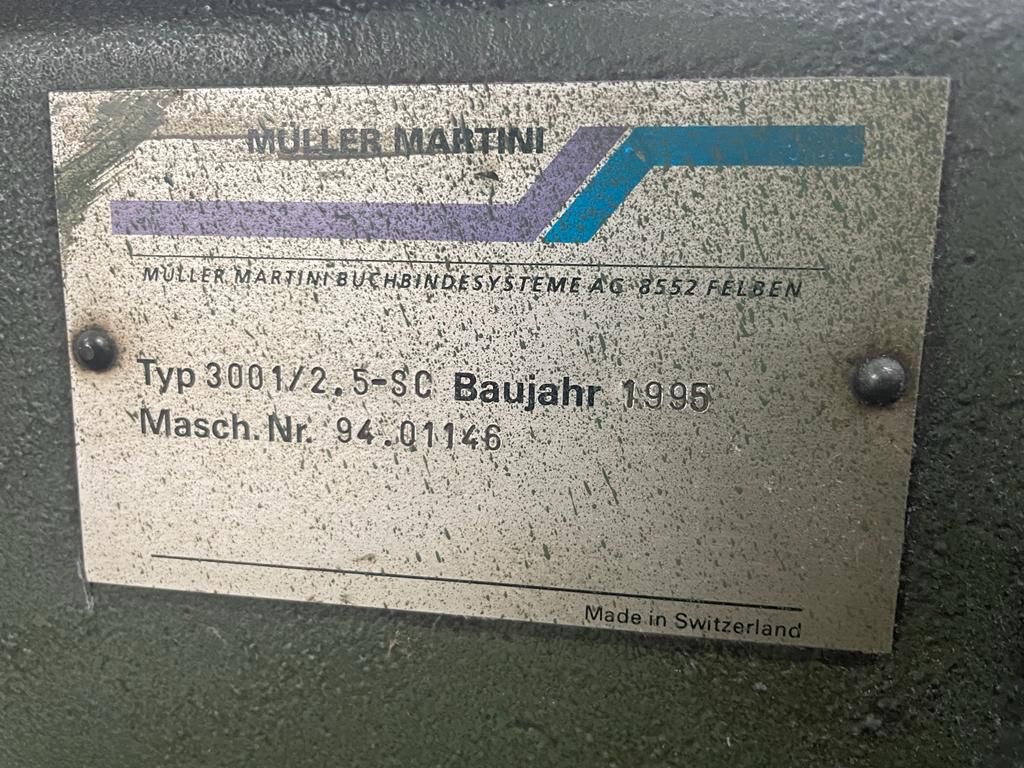 MÜLLER MARTINI
MÜLLER MARTINI BUCHBINDESYSTEME AG 8552 FELBEN
Typ 3001/2,5-SC Baujahr 1995
Masch. Nr. 94.01146
Made in Switzerland